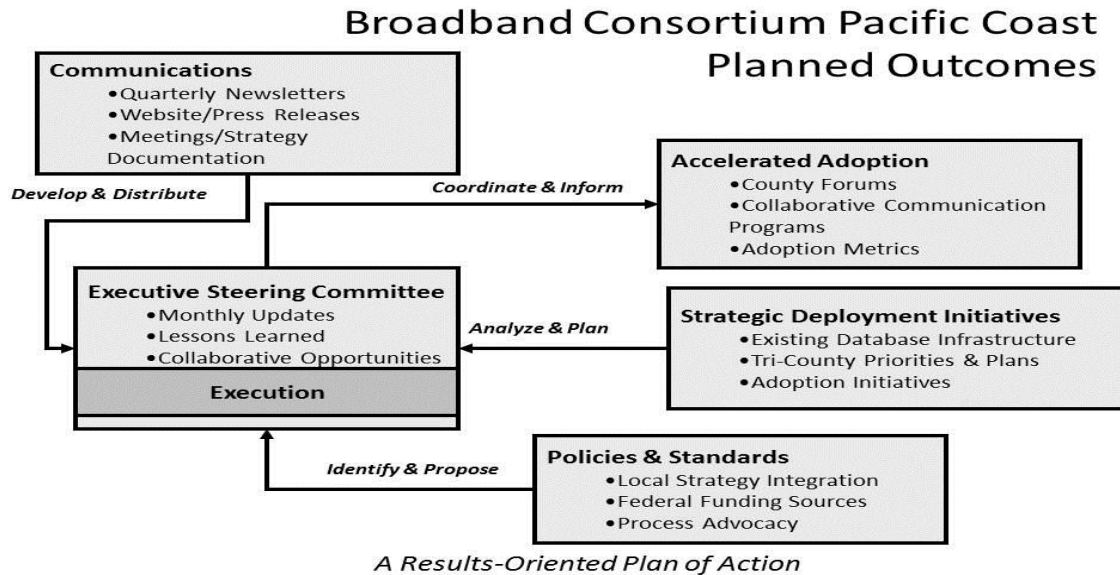 Broadband Consortium Pacific Coast
Planned Outcomes
Communications
•Quarterly Newsletters
•Website/Press Releases
•Meetings/Strategy
Documentation
Develop & Distribute
Coordinate & Inform
Accelerated Adoption
•County Forums
•Collaborative Communication
Programs
•Adoption Metrics
Executive Steering Committee
•Monthly Updates
•Lessons Learned
•Collaborative Opportunities
Execution
Analyze & Plan
Strategic Deployment Initiatives
•Existing Database Infrastructure
•Tri-County Priorities & Plans
•Adoption Initiatives
Identify & Propose
Policies & Standards
•Local Strategy Integration
•Federal Funding Sources
•Process Advocacy
A Results-Oriented Plan of Action